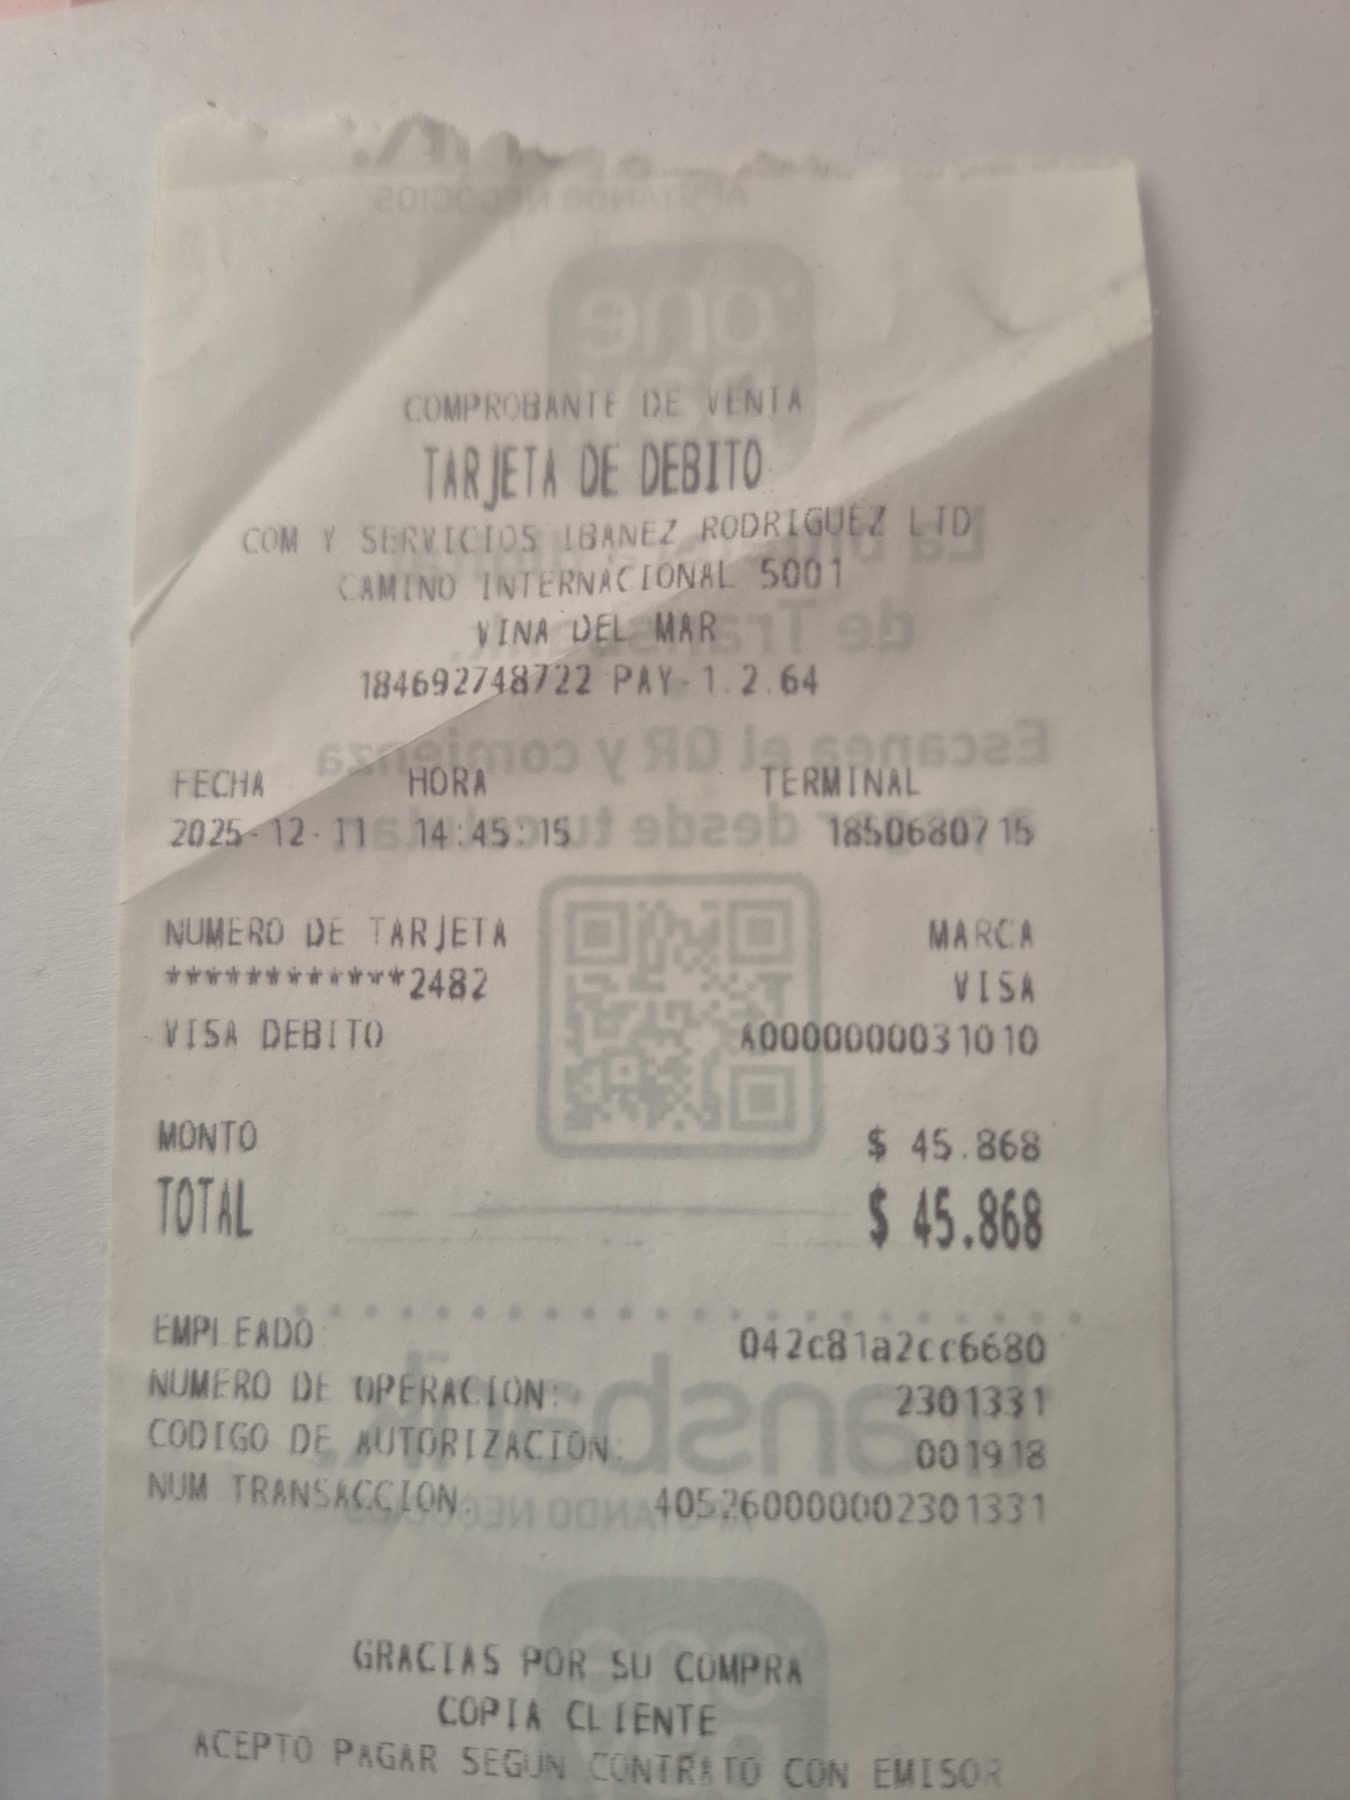 COMPROBANTE DE VENTA
TARJETA DE DEBITO
COM Y SERVICIOS IBANEZ RODRIGUEZ LTD
CAMINO INTERNACIONAL 5001
VINA DEL MAR
184692748722 PAY-1.2.64
FECHA HORA TERMINAL
2025-12-11 14:45:15 1850680715
NUMERO DE TARJETA MARCA
************2482 VISA
VISA DEBITO A0000000031010
MONTO $ 45.868
TOTAL $ 45.868
EMPLEADO: 042c81a2cc6680
NUMERO DE OPERACION: 2301331
CODIGO DE AUTORIZACION: 001918
NUM TRANSACCION: 405260000002301331
GRACIAS POR SU COMPRA
COPIA CLIENTE
ACEPTO PAGAR SEGUN CONTRATO CON EMISOR